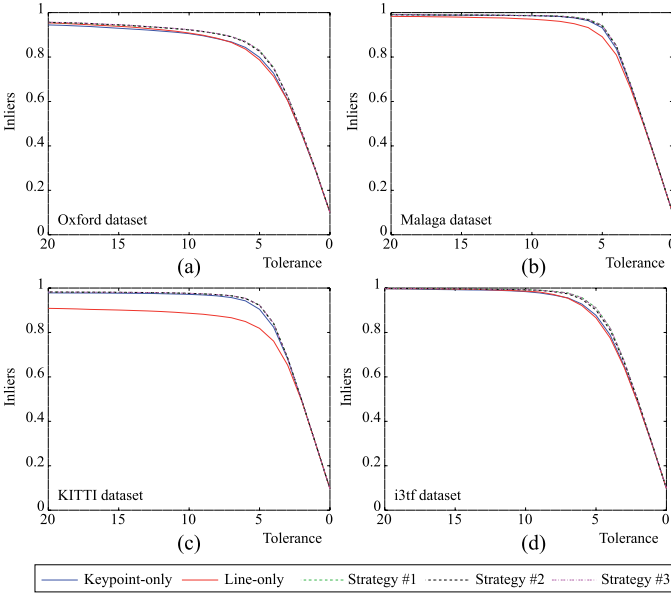 1
0.8
0.6
0.4
0.2
0
Inliers
Oxford dataset
20 15 10 5 0
Tolerance
(a)
1
0.8
0.6
0.4
0.2
0
Inliers
Malaga dataset
20 15 10 5 0
Tolerance
(b)
1
0.8
0.6
0.4
0.2
0
Inliers
KITTI dataset
20 15 10 5 0
Tolerance
(c)
1
0.8
0.6
0.4
0.2
0
Inliers
i3tf dataset
20 15 10 5 0
Tolerance
(d)
Keypoint-only Line-only Strategy #1 Strategy #2 Strategy #3